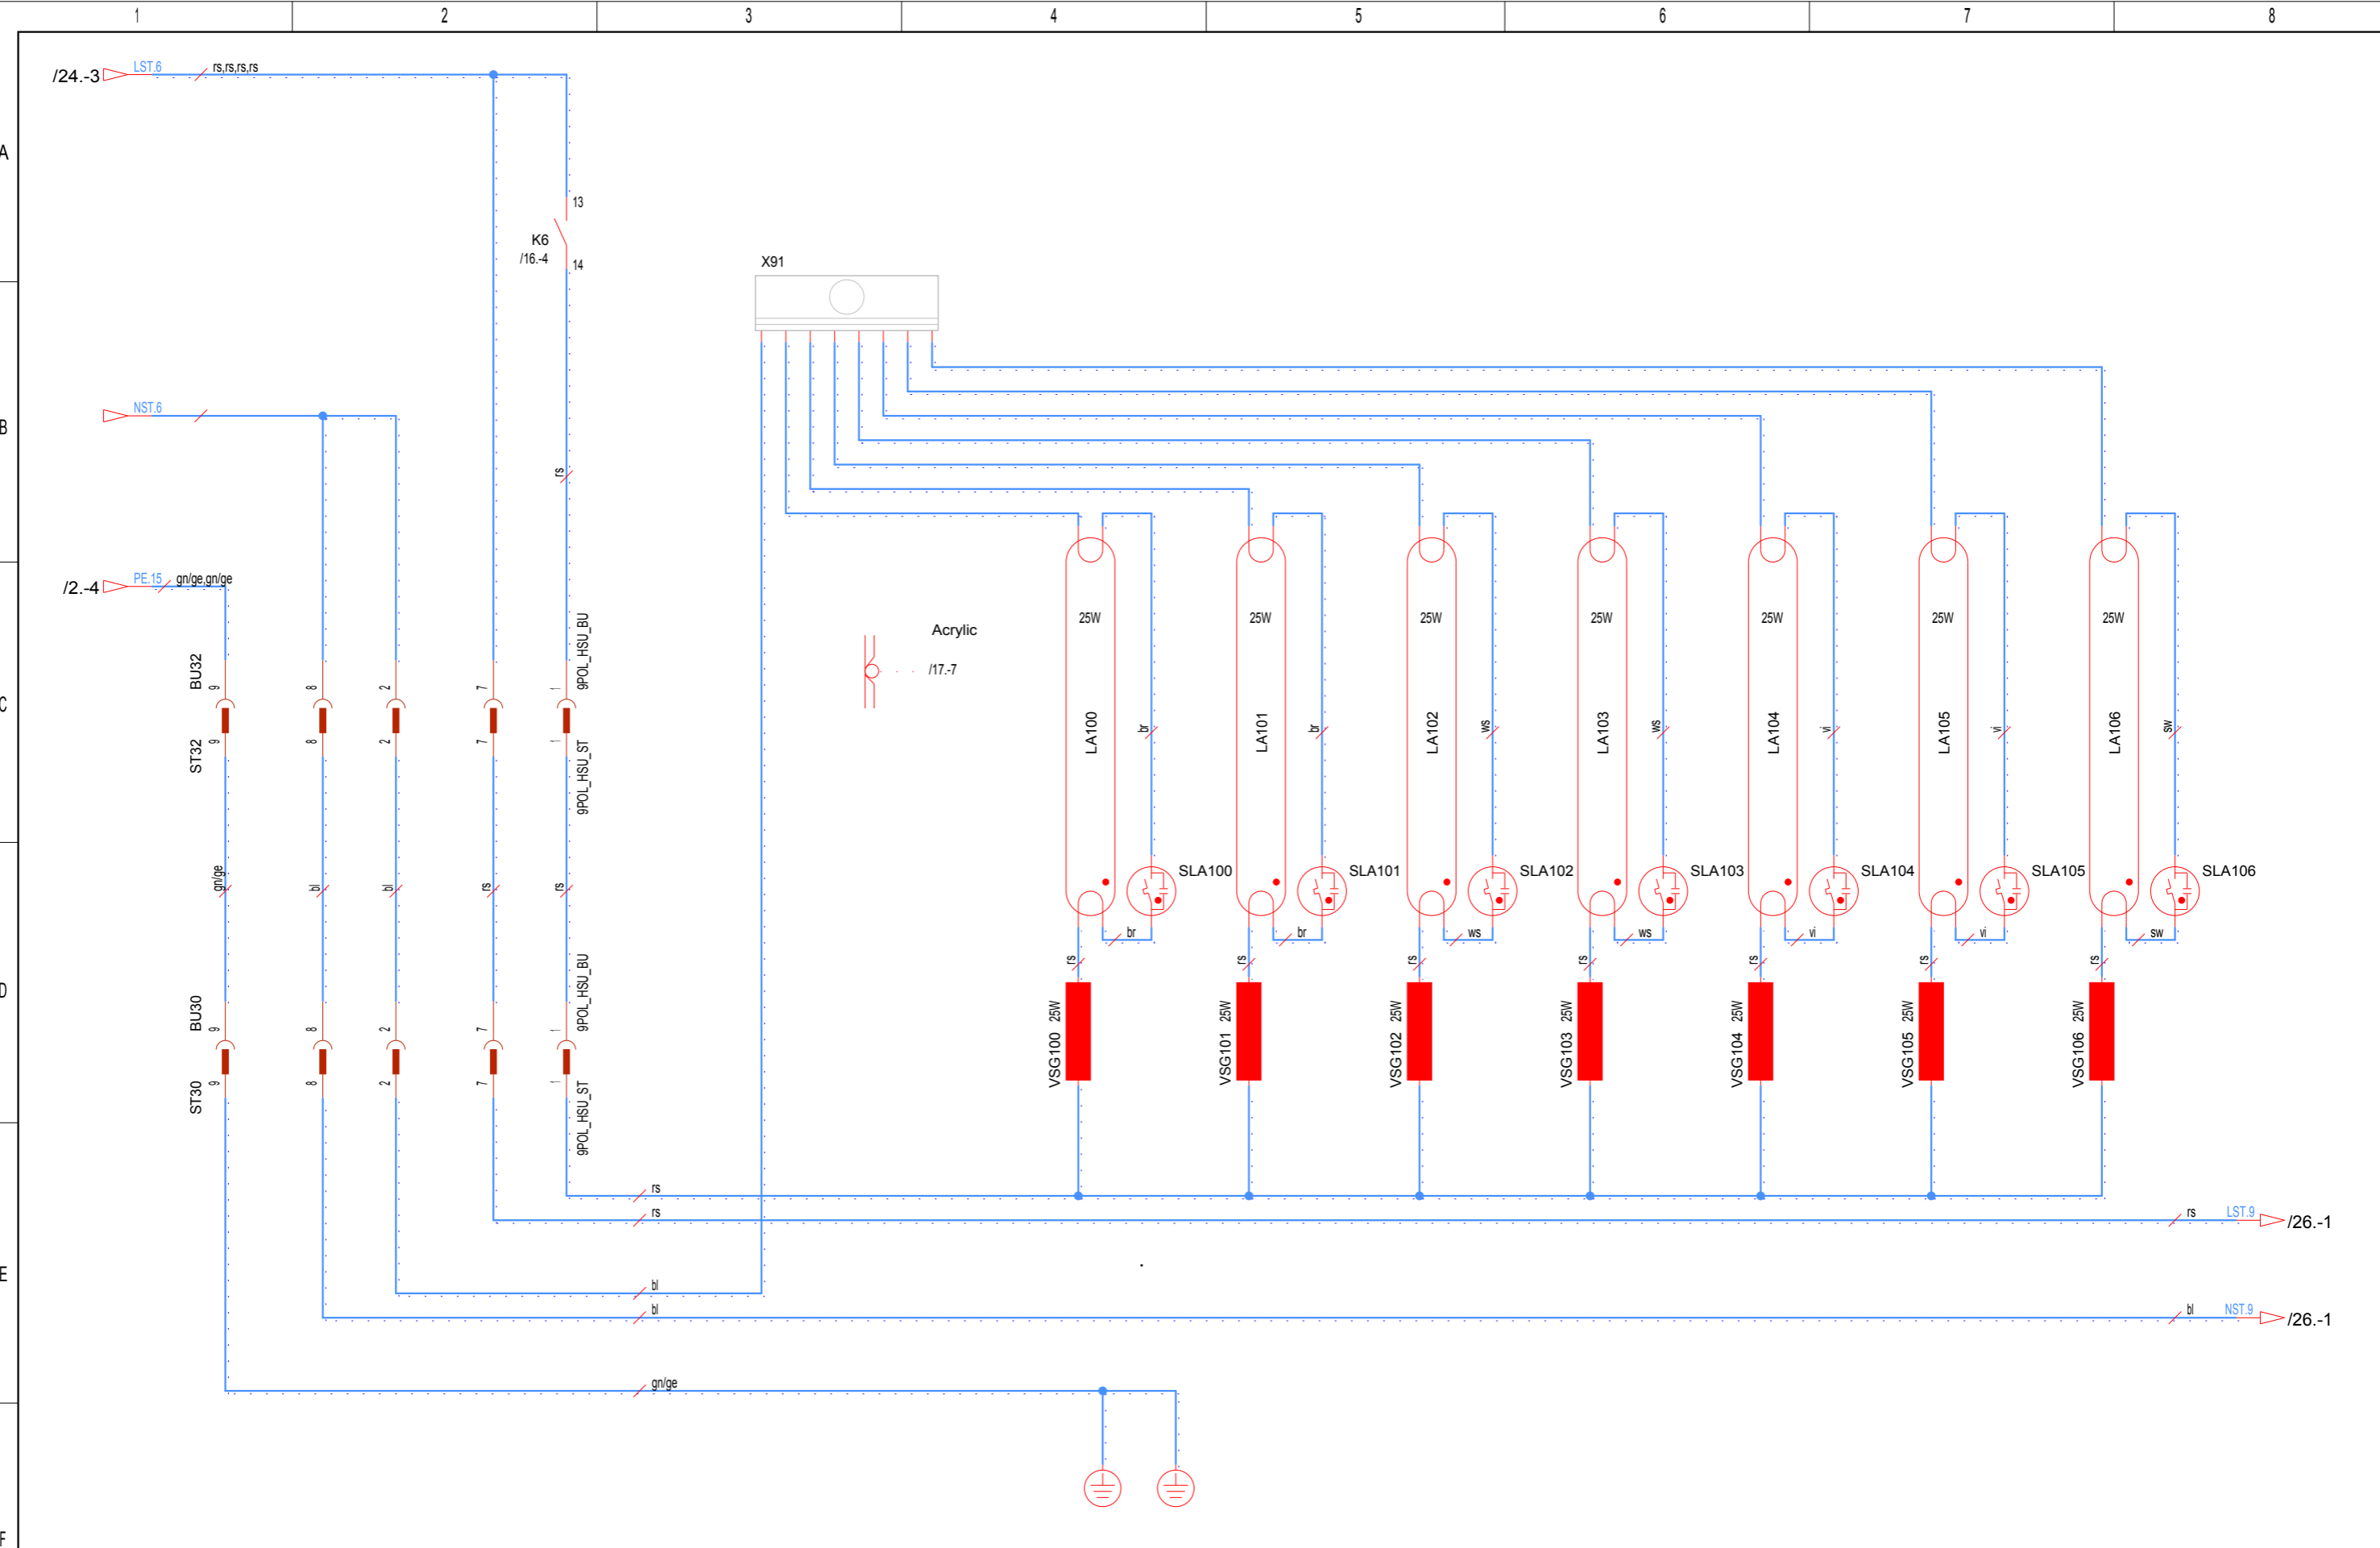 1 2 3 4 5 6 7 8
/24.-3 LST.6 rs,rs,rs,rs
A
13
K6
/16.-4 14
X91
NST.6
B
rs
/2.-4 PE.15 gn/ge,gn/ge
25W 25W 25W 25W 25W 25W 25W
Acrylic
/17.-7
BU32 9 8 2 7 1 9POL_HSU_BU
C
ST32 9 8 2 7 1 9POL_HSU_ST
LA100 br LA101 br LA102 ws LA103 ws LA104 vi LA105 vi LA106 sw
SLA100 SLA101 SLA102 SLA103 SLA104 SLA105 SLA106
gn/ge bl bl rs rs
br br ws ws vi vi sw
rs rs rs rs rs rs rs
D
BU30 9 8 2 7 1 9POL_HSU_BU
VSG100 25W VSG101 25W VSG102 25W VSG103 25W VSG104 25W VSG105 25W VSG106 25W
ST30 9 8 2 7 1 9POL_HSU_ST
rs
rs rs LST.9 /26.-1
E
bl
bl bl NST.9 /26.-1
gn/ge
F